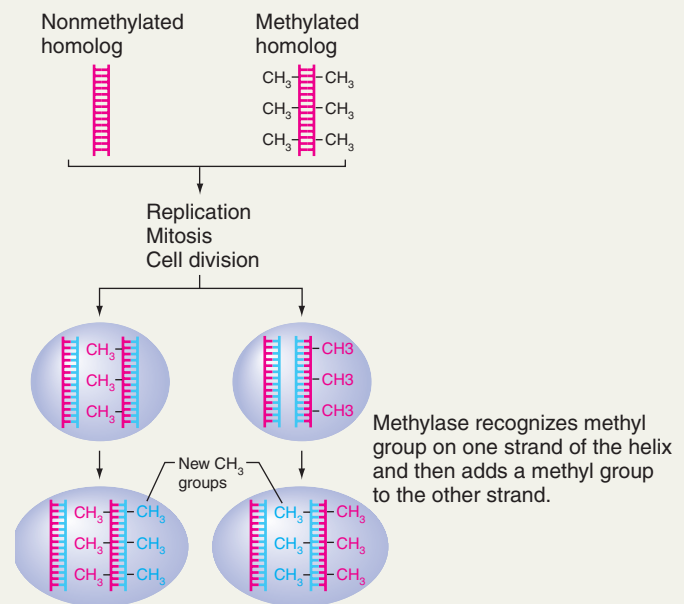 Nonmethylated
homolog
Methylated
homolog
CH₃ CH₃
CH₃ CH₃
CH₃ CH₃
Replication
Mitosis
Cell division
CH₃
CH₃
CH₃
CH3
CH3
CH3
Methylase recognizes methyl
group on one strand of the helix
and then adds a methyl group
to the other strand.
New CH₃
groups
CH₃ CH₃
CH₃ CH₃
CH₃ CH₃
CH₃ CH₃
CH₃ CH₃
CH₃ CH₃